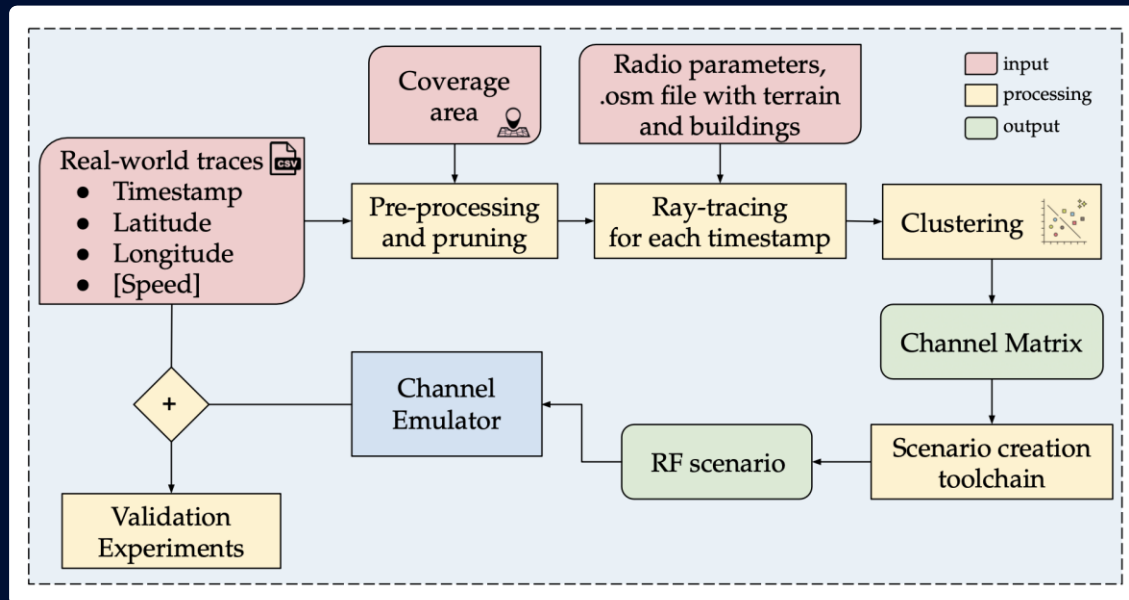 Coverage
area
Radio parameters,
.osm file with terrain
and buildings
input
processing
output
Real-world traces
CSV
● Timestamp
● Latitude
● Longitude
● [Speed]
Pre-processing
and pruning
Ray-tracing
for each timestamp
Clustering
Channel Matrix
Scenario creation
toolchain
RF scenario
Channel
Emulator
+
Validation
Experiments